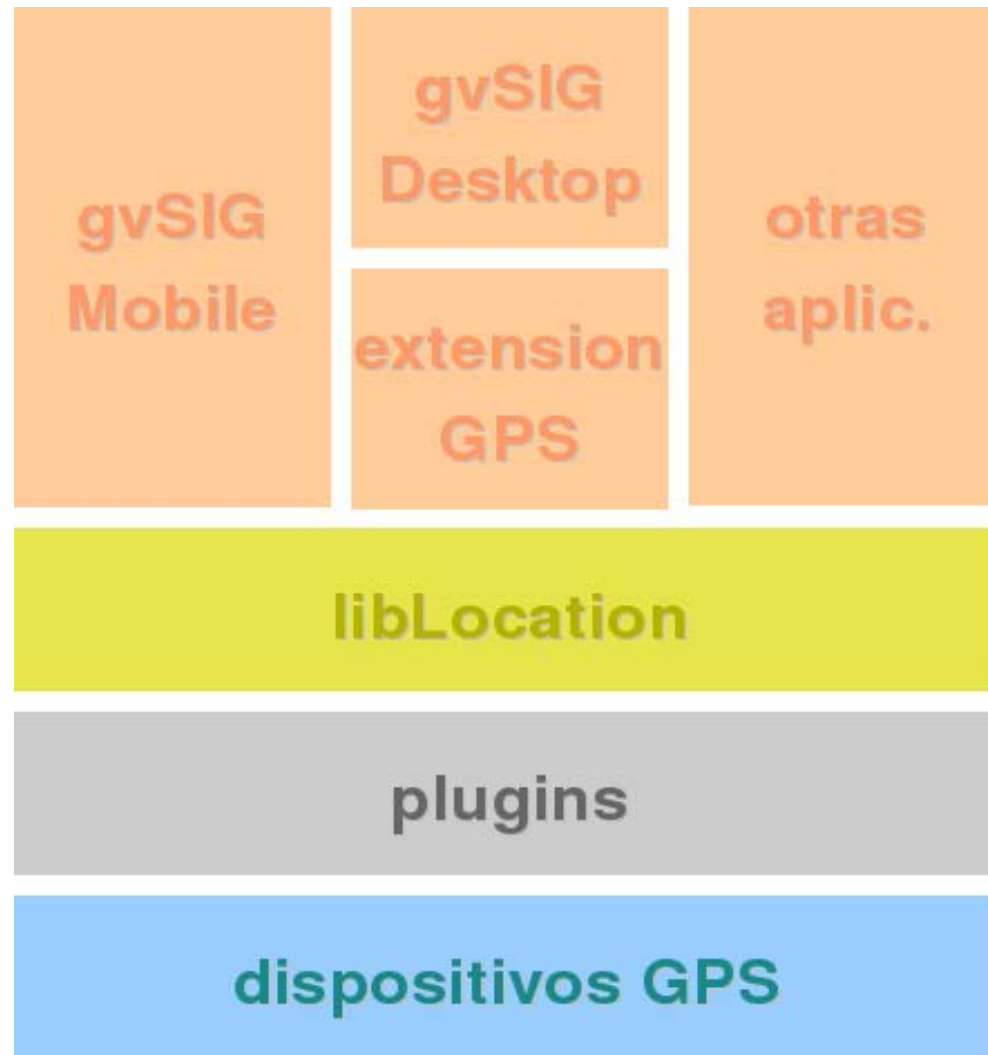 gvSIG
Mobile
gvSIG
Desktop
extension
GPS
otras
aplic.
libLocation
plugins
dispositivos GPS